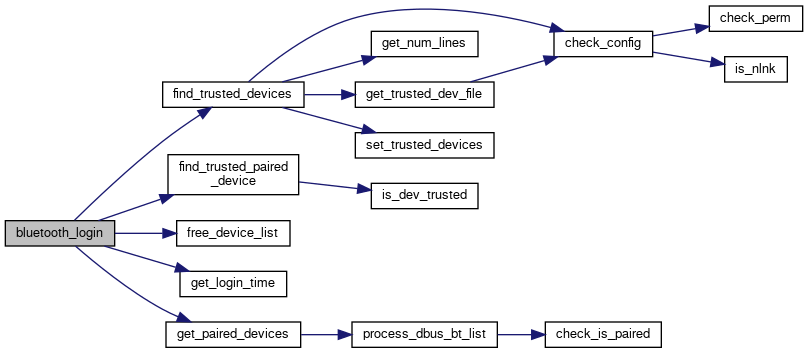 check_perm
get_num_lines
check_config
is_nlnk
find_trusted_devices
get_trusted_dev_file
set_trusted_devices
find_trusted_paired
_device
is_dev_trusted
bluetooth_login
free_device_list
get_login_time
get_paired_devices
process_dbus_bt_list
check_is_paired